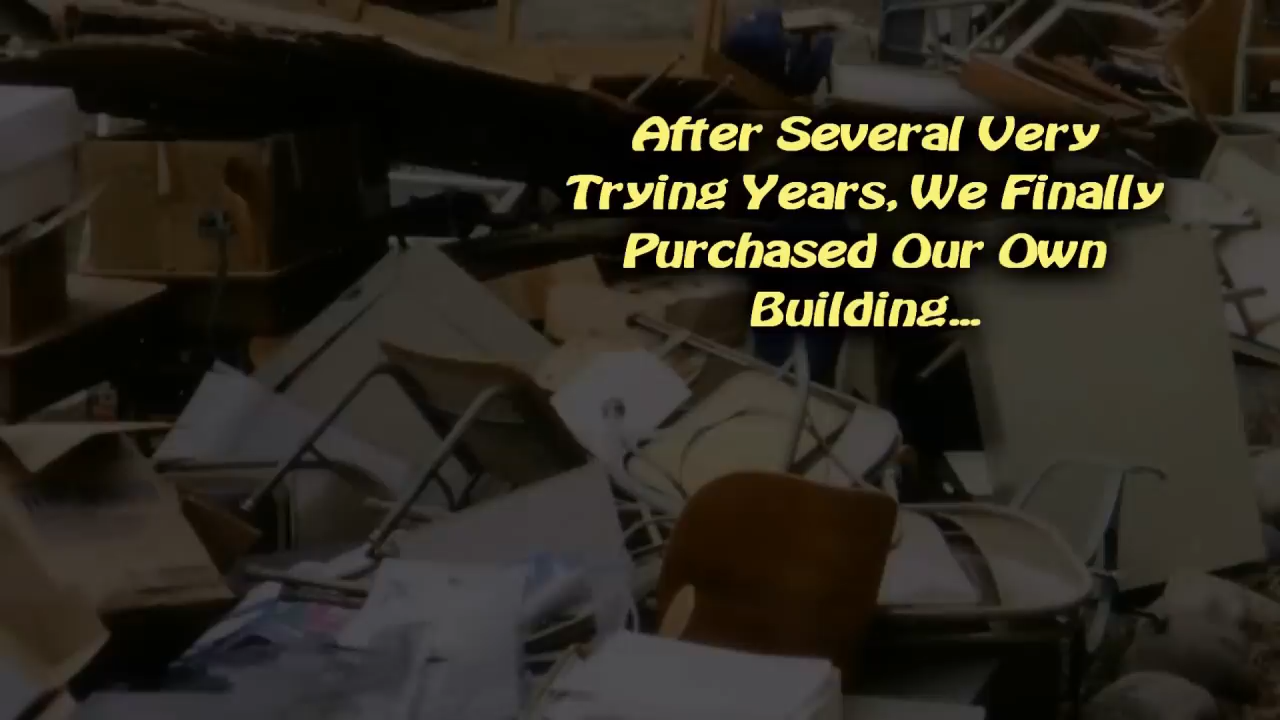 After Several Very
Trying Years, We Finally
Purchased Our Own
Building...